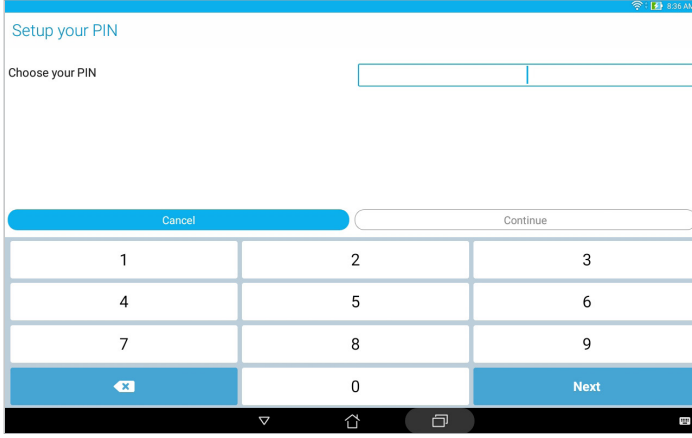 8:36 AM
Setup your PIN
Choose your PIN
Cancel Continue
1 2 3
4 5 6
7 8 9
0 Next